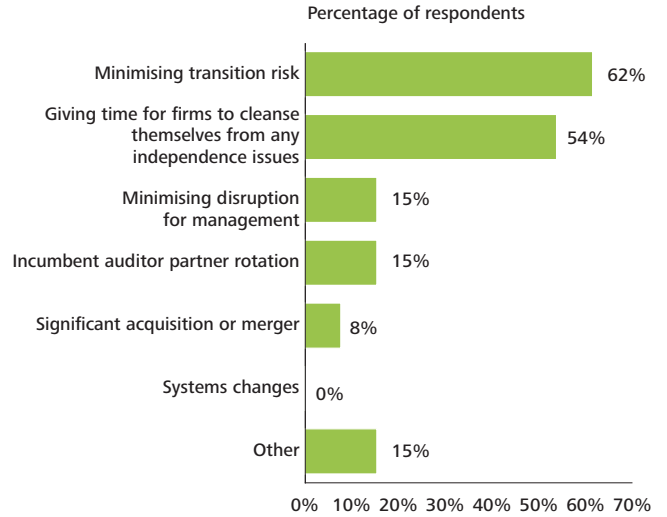 Percentage of respondents
Minimising transition risk
62%
Giving time for firms to cleanse
themselves from any
independence issues
54%
Minimising disruption
for management
15%
Incumbent auditor partner rotation
15%
Significant acquisition or merger
8%
Systems changes
0%
Other
15%
0% 10% 20% 30% 40% 50% 60% 70%